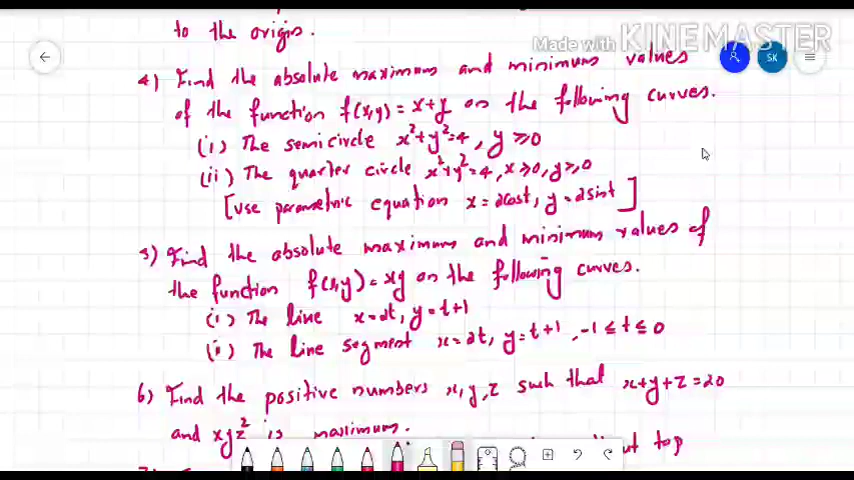 to the origin.
Made with KINEMASTER
4) Find the absolute maximum and minimum values
of the function f(x,y) = x+y on the following curves.
(i) The semicircle x²+y²=4, y≥0
(ii) The quarter circle x²+y²=4, x≥0, y≥0
[Use parametric equation x=2cost, y=2sint]
SK
5) Find the absolute maximum and minimum values of
the function f(x,y) = xy on the following curves.
(i) The line x=2t, y=t+1
(ii) The line segment x=2t, y=t+1, -1≤t≤0
6) Find the positive numbers x,y,z such that x+y+z=20
and xyz² is maximum.
top